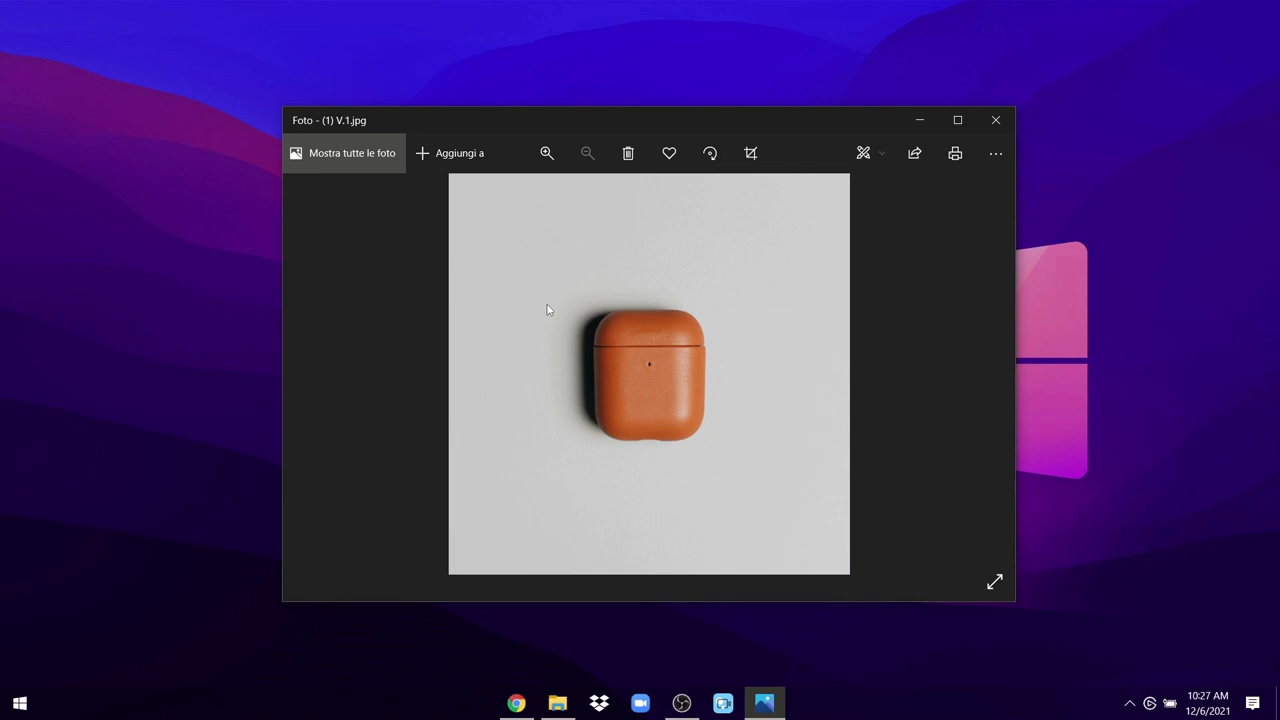 Foto - (1) V.1.jpg
Mostra tutte le foto
Aggiungi a
10:27 AM
12/6/2021